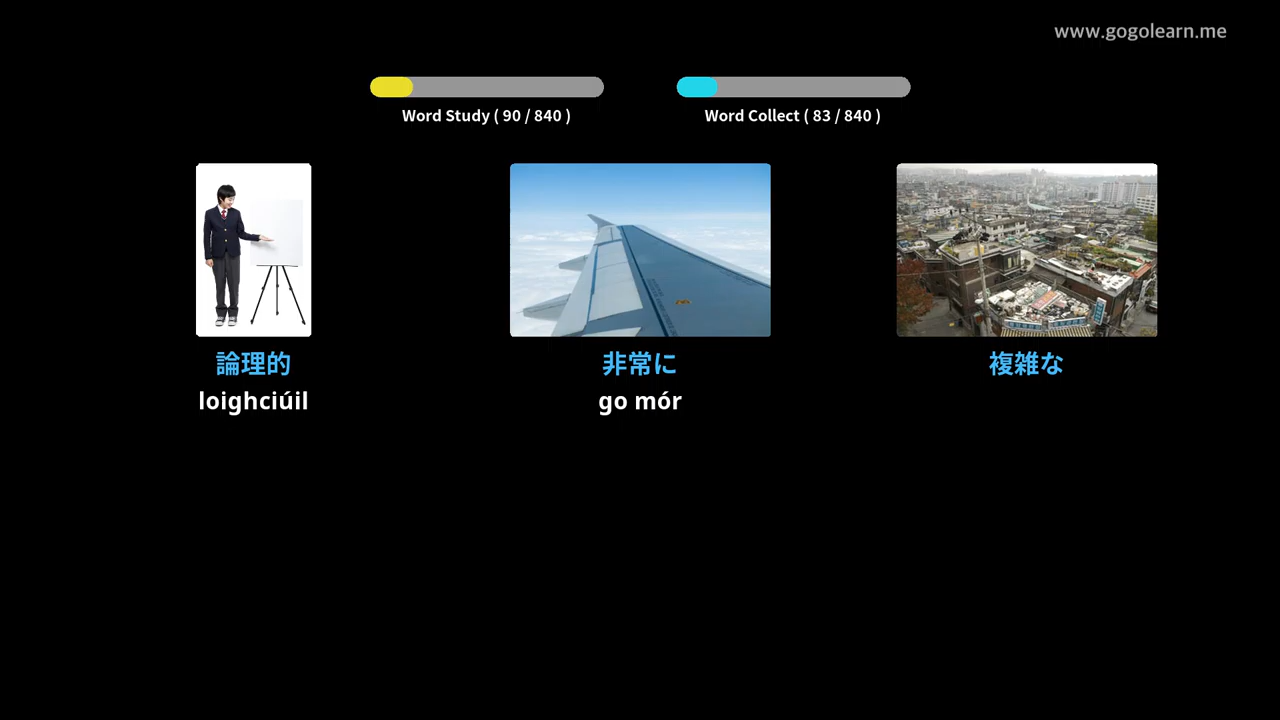 www.gogolearn.me
Word Study ( 90 / 840 )
Word Collect ( 83 / 840 )
論理的
loighciúil
非常に
go mór
複雑な